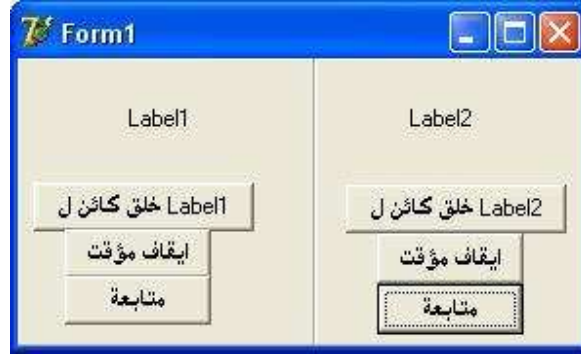 Form1
Label1
Label2
خلق كائن ل Label1
خلق كائن ل Label2
ايقاف مؤقت
ايقاف مؤقت
متابعة
متابعة